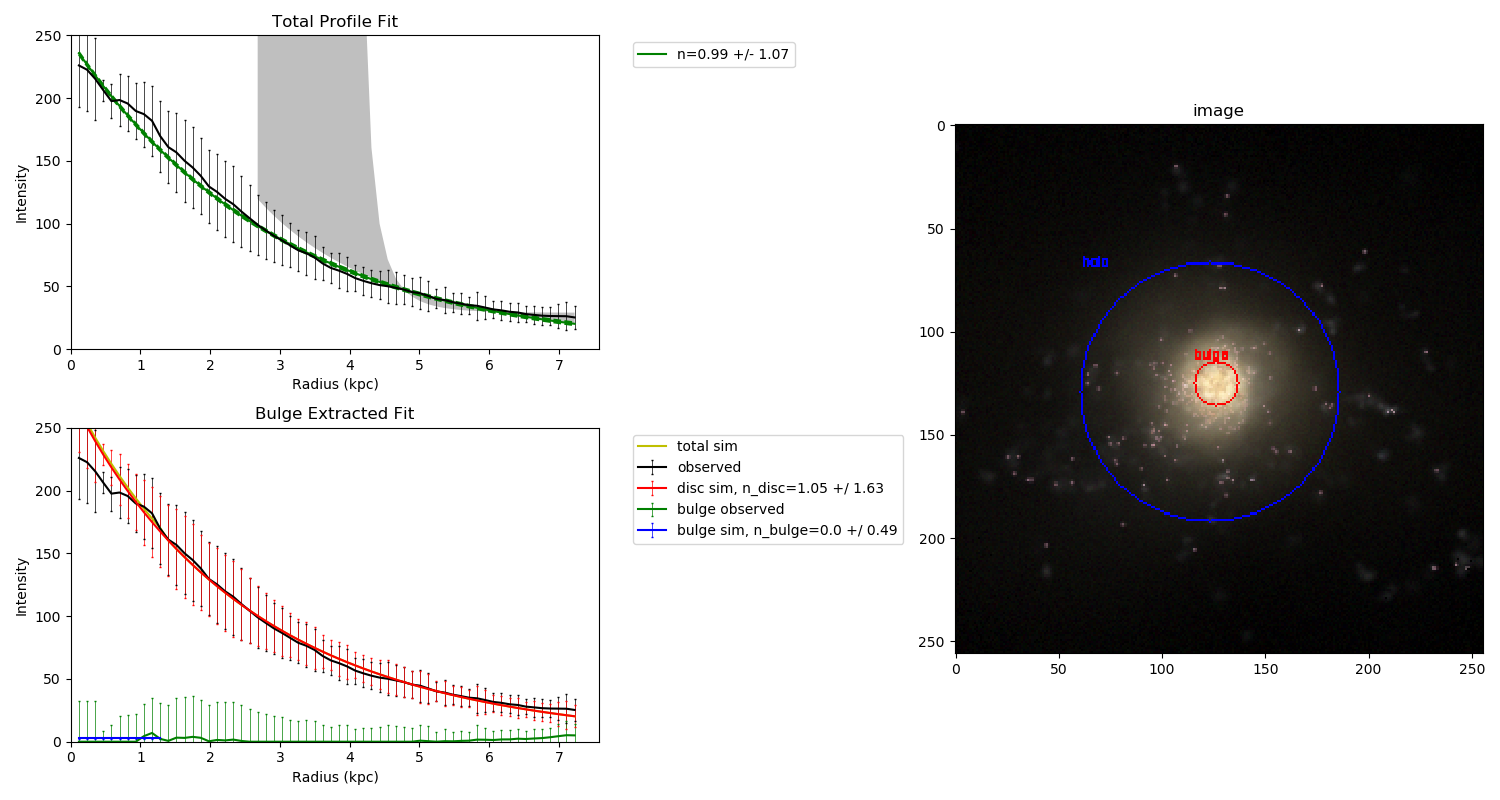 Total Profile Fit
250
200
150
100
50
0
Intensity
0 1 2 3 4 5 6 7
Radius (kpc)
n=0.99 +/- 1.07
Bulge Extracted Fit
250
200
150
100
50
0
Intensity
0 1 2 3 4 5 6 7
Radius (kpc)
total sim
observed
disc sim, n_disc=1.05 +/ 1.63
bulge observed
bulge sim, n_bulge=0.0 +/ 0.49
image
0
50
100
150
200
250
0 50 100 150 200 250
bulge